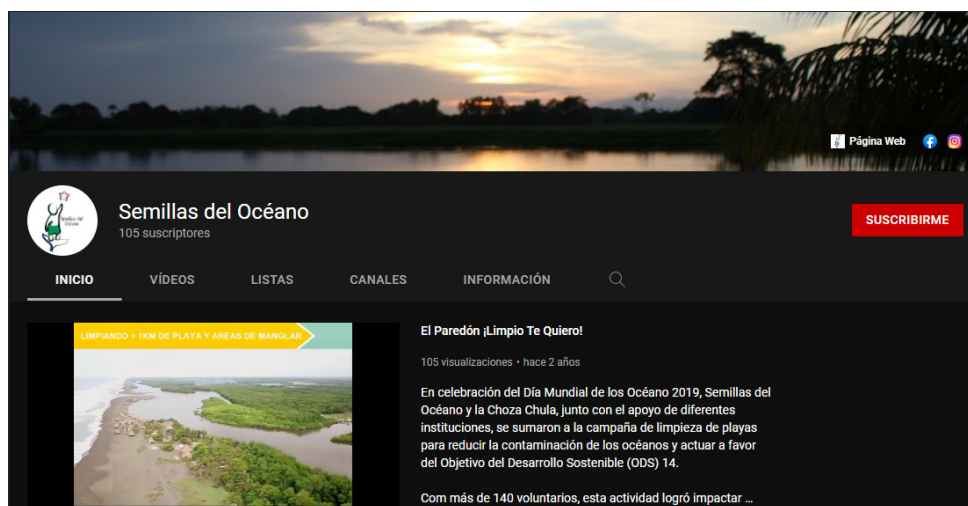 Página Web
Semillas del Océano
Semillas del Océano
105 suscriptores
SUSCRIBIRME
INICIO VÍDEOS LISTAS CANALES INFORMACIÓN
LIMPIANDO + 1KM DE PLAYA Y AREAS DE MANGLAR
El Paredón ¡Limpio Te Quiero!
105 visualizaciones • hace 2 años
En celebración del Día Mundial de los Océano 2019, Semillas del
Océano y la Choza Chula, junto con el apoyo de diferentes
instituciones, se sumaron a la campaña de limpieza de playas
para reducir la contaminación de los océanos y actuar a favor
del Objetivo del Desarrollo Sostenible (ODS) 14.
Com más de 140 voluntarios, esta actividad logró impactar ...